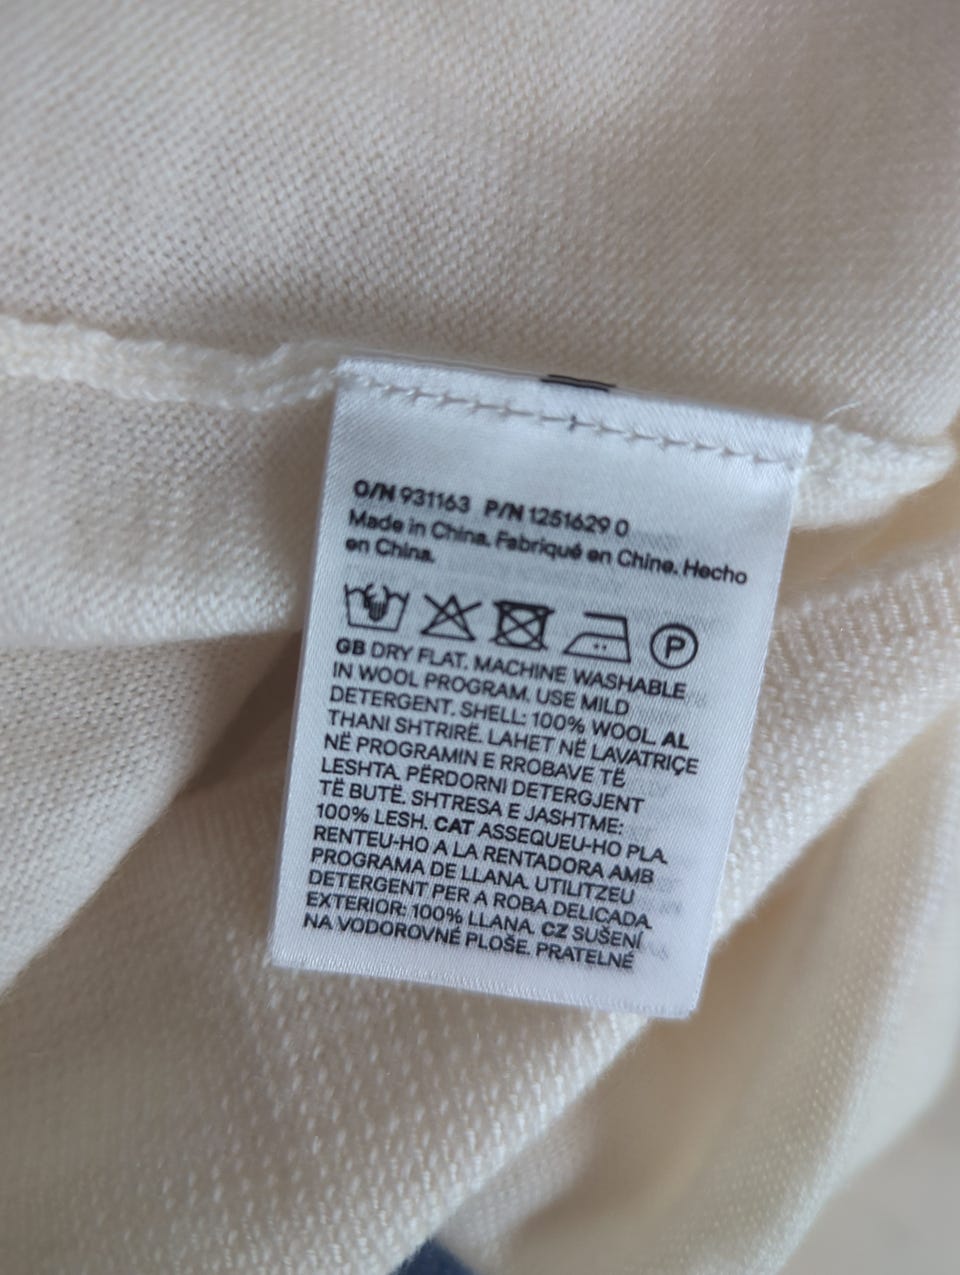 O/N 931163 P/N 1251629 0
Made in China. Fabriqué en Chine. Hecho
en China.
P
GB DRY FLAT. MACHINE WASHABLE
IN WOOL PROGRAM. USE MILD
DETERGENT. SHELL: 100% WOOL. AL
THANI SHTRIRË. LAHET NË LAVATRIÇE
NË PROGRAMIN E RROBAVE TË
LESHTA. PËRDORNI DETERGJENT
TË BUTË. SHTRESA E JASHTME:
100% LESH. CAT ASSEQUEU-HO PLA.
RENTEU-HO A LA RENTADORA AMB
PROGRAMA DE LLANA. UTILITZEU
DETERGENT PER A ROBA DELICADA.
EXTERIOR: 100% LLANA. CZ SUŠENÍ
NA VODOROVNÉ PLOŠE. PRATELNÉ